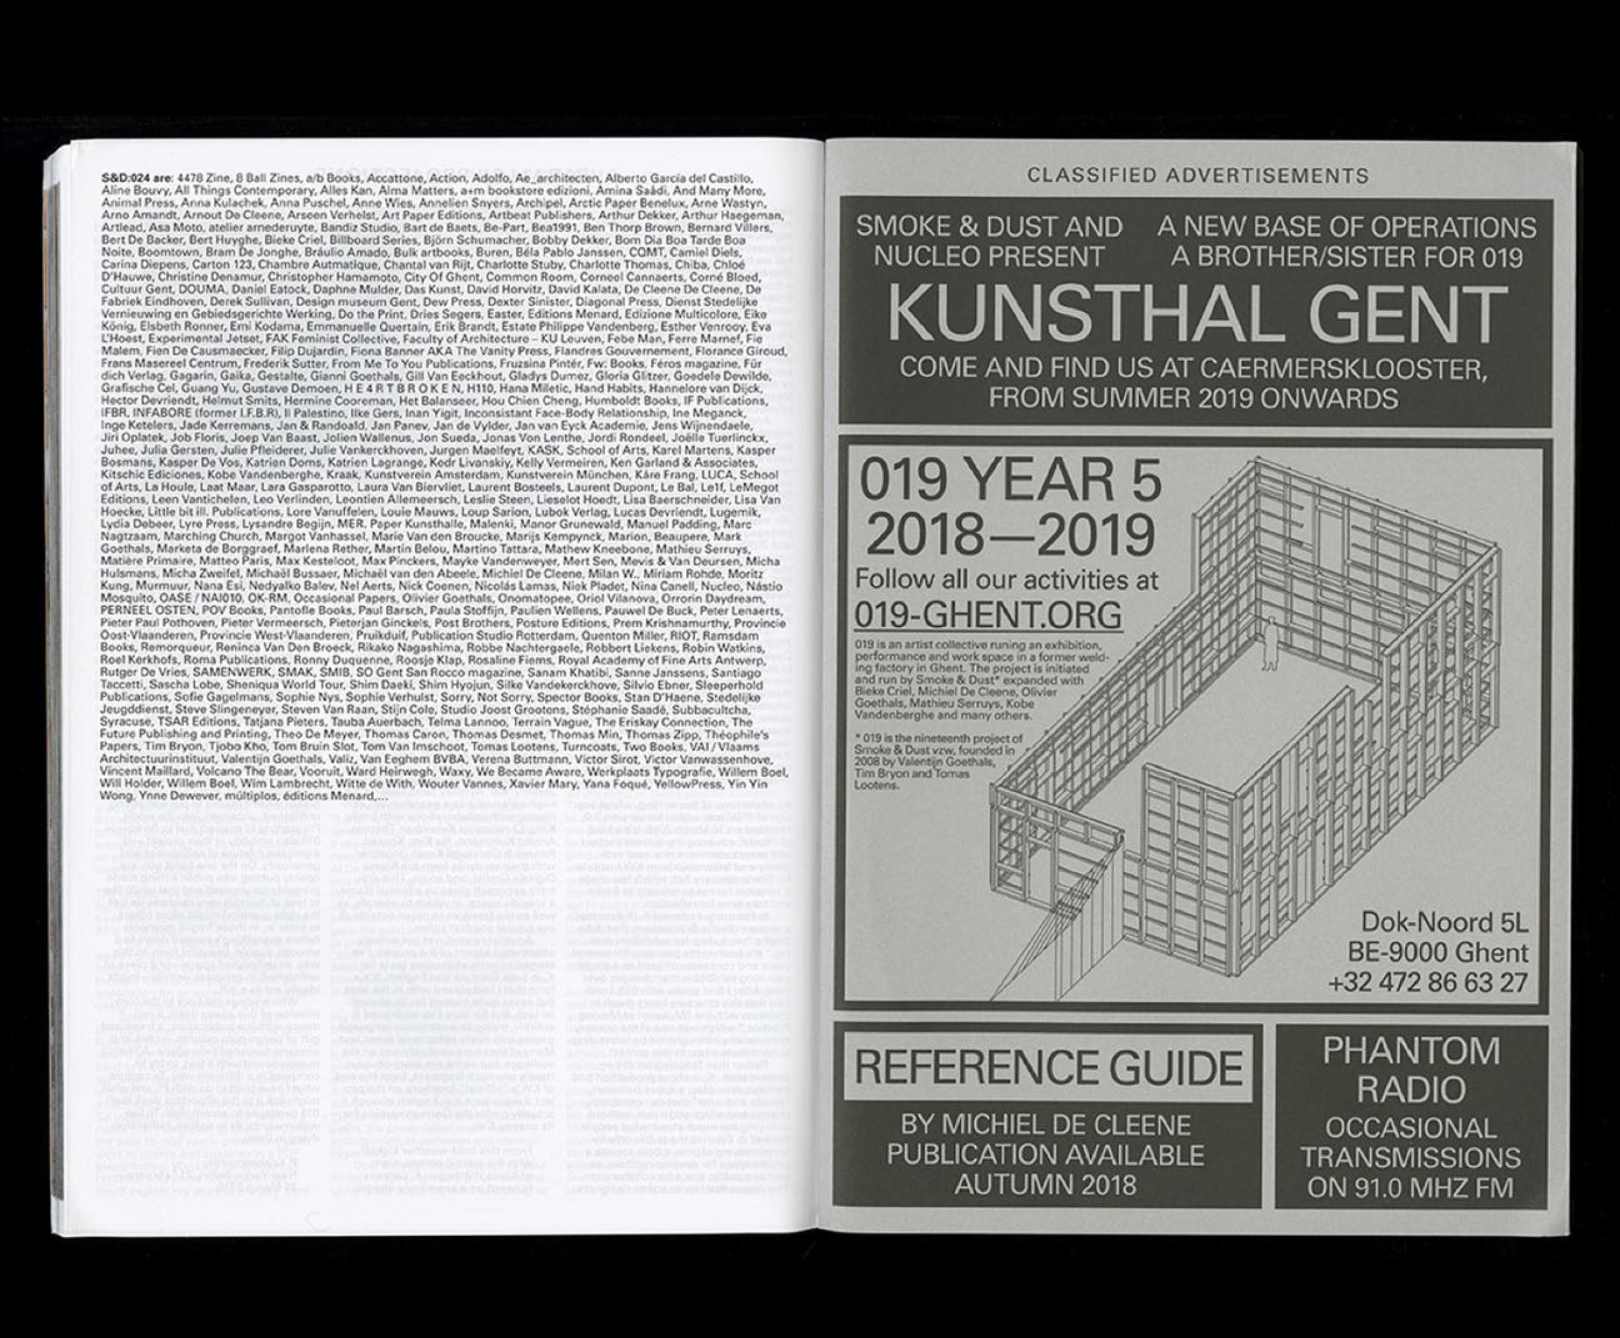 S&D:024 are: 4478 Zine, 8 Ball Zines, a/b Books, Accattone, Action, Adolfo, Ae_architecten, Alberto García del Castillo,
Aline Bouvy, All Things Contemporary, Alles Kan, Alma Matters, a+m bookstore edizioni, Amina Saâdi, And Many More,
Animal Press, Anna Kulachek, Anna Puschel, Anne Wies, Annelien Snyers, Archipel, Arctic Paper Benelux, Arne Wastyn,
Arno Amandt, Arnout De Cleene, Arseen Verhelst, Art Paper Editions, Artbeat Publishers, Arthur Dekker, Arthur Haegeman,
Artlead, Asa Moto, atelier arnederuyte, Bandiz Studio, Bart de Baets, Be-Part, Bea1991, Ben Thorp Brown, Bernard Villers,
Bert De Backer, Bert Huyghe, Bieke Criel, Billboard Series, Björn Schumacher, Bobby Dekker, Bom Dia Boa Tarde Boa
Noite, Boomtown, Bram De Jonghe, Bráulio Amado, Bulk artbooks, Buren, Béla Pablo Janssen, CQMT, Camiel Diels,
Carina Diepens, Carton 123, Chambre Autmatique, Chantal van Rijt, Charlotte Stuby, Charlotte Thomas, Chiba, Chloé
D'Hauwe, Christine Denamur, Christopher Hamamoto, City Of Ghent, Common Room, Corneel Cannaerts, Corné Bloed,
Cultuur Gent, DOUMA, Daniel Eatock, Daphne Mulder, Das Kunst, David Horvitz, David Kalata, De Cleene De Cleene, De
Fabriek Eindhoven, Derek Sullivan, Design museum Gent, Dew Press, Dexter Sinister, Diagonal Press, Dienst Stedelijke
Vernieuwing en Gebiedsgerichte Werking, Do the Print, Dries Segers, Easter, Editions Menard, Edizione Multicolore, Eike
König, Elsbeth Ronner, Emi Kodama, Emmanuelle Quertain, Erik Brandt, Estate Philippe Vandenberg, Esther Venrooy, Eva
L'Hoest, Experimental Jetset, FAK Feminist Collective, Faculty of Architecture – KU Leuven, Febe Man, Ferre Marnef, Fie
Malem, Fien De Causmaecker, Filip Dujardin, Fiona Banner AKA The Vanity Press, Flandres Gouvernement, Florance Giroud,
Frans Masereel Centrum, Frederik Sutter, From Me To You Publications, Fruzsina Pintér, Fw: Books, Féros magazine, Für
dich Verlag, Gagarin, Gaika, Gestalte, Gianni Goethals, Gill Van Eeckhout, Gladys Dumez, Gloria Glitzer, Goedele Dewilde,
Grafische Cel, Guang Yu, Gustave Demoen, H E 4 R T B R O K E N, H110, Hana Miletic, Hand Habits, Hannelore van Dijck,
Hector Devriendt, Helmut Smits, Hermine Cooreman, Het Balanseer, Hou Chien Cheng, Humboldt Books, IF Publications,
IFBR, INFABORE (former I.F.B.R), Il Palestino, Ilke Gers, Inan Yigit, Inconsistant Face-Body Relationship, Ine Meganck,
Inge Ketelers, Jade Kerremans, Jan & Randoald, Jan Panev, Jan de Vylder, Jan van Eyck Academie, Jens Wijnendaele,
Jiri Oplatek, Job Floris, Joep Van Baast, Jolien Wallenus, Jon Sueda, Jonas Von Lenthe, Jordi Rondeel, Joëlle Tuerlinckx,
Juhee, Julia Gersten, Julie Pfleiderer, Julie Vankerckhoven, Jurgen Maelfeyt, KASK, School of Arts, Karel Martens, Kasper
Bosmans, Kasper De Vos, Katrien Doms, Katrien Lagrange, Kedr Livanskiy, Kelly Vermeiren, Ken Garland & Associates,
Kitschic Ediciones, Kobe Vandenberghe, Kraak, Kunstverein Amsterdam, Kunstverein München, Kåre Frang, LUCA, School
of Arts, La Houle, Laat Maar, Lara Gasparotto, Laura Van Biervliet, Laurent Bosteels, Laurent Dupont, Le Bal, Le1f, LeMegot
Editions, Leen Vantichelen, Leo Verlinden, Leontien Allemeersch, Leslie Steen, Lieselot Hoedt, Lisa Baerschneider, Lisa Van
Hoecke, Little bit ill. Publications, Lore Vanuffelen, Louie Mauws, Loup Sarion, Lubok Verlag, Lucas Devriendt, Lugemik,
Lydia Debeer, Lyre Press, Lysandre Begijn, MER. Paper Kunsthalle, Malenki, Manor Grunewald, Manuel Padding, Marc
Nagtzaam, Marching Church, Margot Vanhassel, Marie Van den Broucke, Marijs Kempynck, Marion, Beaupere, Mark
Goethals, Marketa de Borggraef, Marlena Rether, Martin Belou, Martino Tattara, Mathew Kneebone, Mathieu Serruys,
Matière Primaire, Matteo Paris, Max Kesteloot, Max Pinckers, Mayke Vandenweyer, Mert Sen, Mevis & Van Deursen, Micha
Hulsmans, Micha Zweifel, Michaël Bussaer, Michaël van den Abeele, Michiel De Cleene, Milan W., Miriam Rohde, Moritz
Kung, Murmuur, Nana Esi, Nedyalko Balev, Nel Aerts, Nick Coenen, Nicolás Lamas, Niek Pladet, Nina Canell, Nucleo, Nástio
Mosquito, OASE / NAI010, OK-RM, Occasional Papers, Olivier Goethals, Onomatopee, Oriol Vilanova, Orrorin Daydream,
PERNEEL OSTEN, POV Books, Pantofle Books, Paul Barsch, Paula Stoffijn, Paulien Wellens, Pauwel De Buck, Peter Lenaerts,
Pieter Paul Pothoven, Pieter Vermeersch, Pieterjan Ginckels, Post Brothers, Posture Editions, Prem Krishnamurthy, Provincie
Oost-Vlaanderen, Provincie West-Vlaanderen, Pruikduif, Publication Studio Rotterdam, Quenton Miller, RIOT, Ramsdam
Books, Remorqueur, Reninca Van Den Broeck, Rikako Nagashima, Robbe Nachtergaele, Robbert Liekens, Robin Watkins,
Roel Kerkhofs, Roma Publications, Ronny Duquenne, Roosje Klap, Rosaline Fiems, Royal Academy of Fine Arts Antwerp,
Rutger De Vries, SAMENWERK, SMAK, SMIB, SO Gent San Rocco magazine, Sanam Khatibi, Sanne Janssens, Santiago
Taccetti, Sascha Lobe, Sheniqua World Tour, Shim Daeki, Shim Hyojun, Silke Vandekerckhove, Silvio Ebner, Sleeperhold
Publications, Sofie Gagelmans, Sophie Nys, Sophie Verhulst, Sorry, Not Sorry, Spector Books, Stan D'Haene, Stedelijke
Jeugddienst, Steve Slingeneyer, Steven Van Raan, Stijn Cole, Studio Joost Grootens, Stéphanie Saadé, Subbacultcha,
Syracuse, TSAR Editions, Tatjana Pieters, Tauba Auerbach, Telma Lannoo, Terrain Vague, The Eriskay Connection, The
Future Publishing and Printing, Theo De Meyer, Thomas Caron, Thomas Desmet, Thomas Min, Thomas Zipp, Théophile's
Papers, Tim Bryon, Tjobo Kho, Tom Bruin Slot, Tom Van Imschoot, Tomas Lootens, Turncoats, Two Books, VAI / Vlaams
Architectuurinstituut, Valentijn Goethals, Valiz, Van Eeghem BVBA, Verena Buttmann, Victor Sirot, Victor Vanwassenhove,
Vincent Maillard, Volcano The Bear, Vooruit, Ward Heirwegh, Waxy, We Became Aware, Werkplaats Typografie, Willem Boel,
Will Holder, Willem Boel, Wim Lambrecht, Witte de With, Wouter Vannes, Xavier Mary, Yana Foqué, YellowPress, Yin Yin
Wong, Ynne Dewever, múltiplos, éditions Menard,...
CLASSIFIED ADVERTISEMENTS
SMOKE & DUST AND NUCLEO PRESENT
A NEW BASE OF OPERATIONS
A BROTHER/SISTER FOR 019
KUNSTHAL GENT
COME AND FIND US AT CAERMERSKLOOSTER,
FROM SUMMER 2019 ONWARDS
019 YEAR 5
2018—2019
Follow all our activities at
019-GHENT.ORG
019 is an artist collective runing an exhibition,
performance and work space in a former weld-
ing factory in Ghent. The project is initiated
and run by Smoke & Dust* expanded with
Bieke Criel, Michiel De Cleene, Olivier
Goethals, Mathieu Serruys, Kobe
Vandenberghe and many others.
* 019 is the nineteenth project of
Smoke & Dust vzw, founded in
2008 by Valentijn Goethals,
Tim Bryon and Tomas
Lootens.
Dok-Noord 5L
BE-9000 Ghent
+32 472 86 63 27
REFERENCE GUIDE
BY MICHIEL DE CLEENE
PUBLICATION AVAILABLE
AUTUMN 2018
PHANTOM
RADIO
OCCASIONAL
TRANSMISSIONS
ON 91.0 MHZ FM